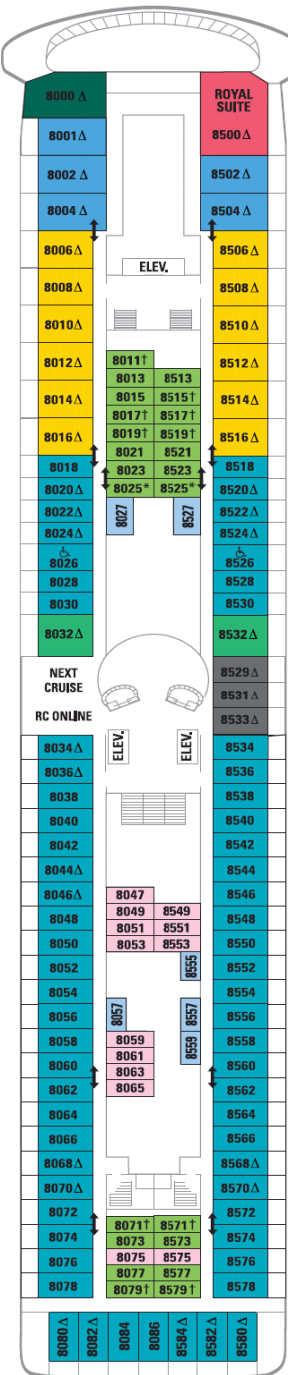 8000 Δ ROYAL SUITE
8001 Δ 8500 Δ
8002 Δ 8502 Δ
8004 Δ 8504 Δ
8006 Δ 8506 Δ
ELEV.
8008 Δ 8508 Δ
8010 Δ 8510 Δ
8012 Δ 8011† 8512 Δ
8013 8513
8014 Δ 8015 8515† 8514 Δ
8017† 8517†
8016 Δ 8019† 8519† 8516 Δ
8021 8521
8018 8023 8523 8518
8020 Δ 8025* 8525* 8520 Δ
8022 Δ 8027 8527 8522 Δ
8024 Δ 8524 Δ
8026 8526
8028 8528
8030 8530
8032 Δ 8532 Δ
NEXT CRUISE 8529 Δ
8531 Δ
RC ONLINE 8533 Δ
8034 Δ ELEV. ELEV. 8534
8036 Δ 8536
8038 8538
8040 8540
8042 8542
8044 Δ 8544
8046 Δ 8047 8546
8048 8049 8549 8548
8051 8551
8050 8053 8553 8550
8052 8555 8552
8054 8554
8056 8057 8557 8556
8058 8059 8559 8558
8061
8060 8063 8560
8062 8065 8562
8064 8564
8066 8566
8068 Δ 8568 Δ
8070 Δ 8570 Δ
8072 8071† 8571† 8572
8074 8073 8573 8574
8076 8075 8575 8576
8077 8577
8078 8079† 8579† 8578
8080 Δ 8082 Δ 8084 8086 8584 Δ 8582 Δ 8580 Δ